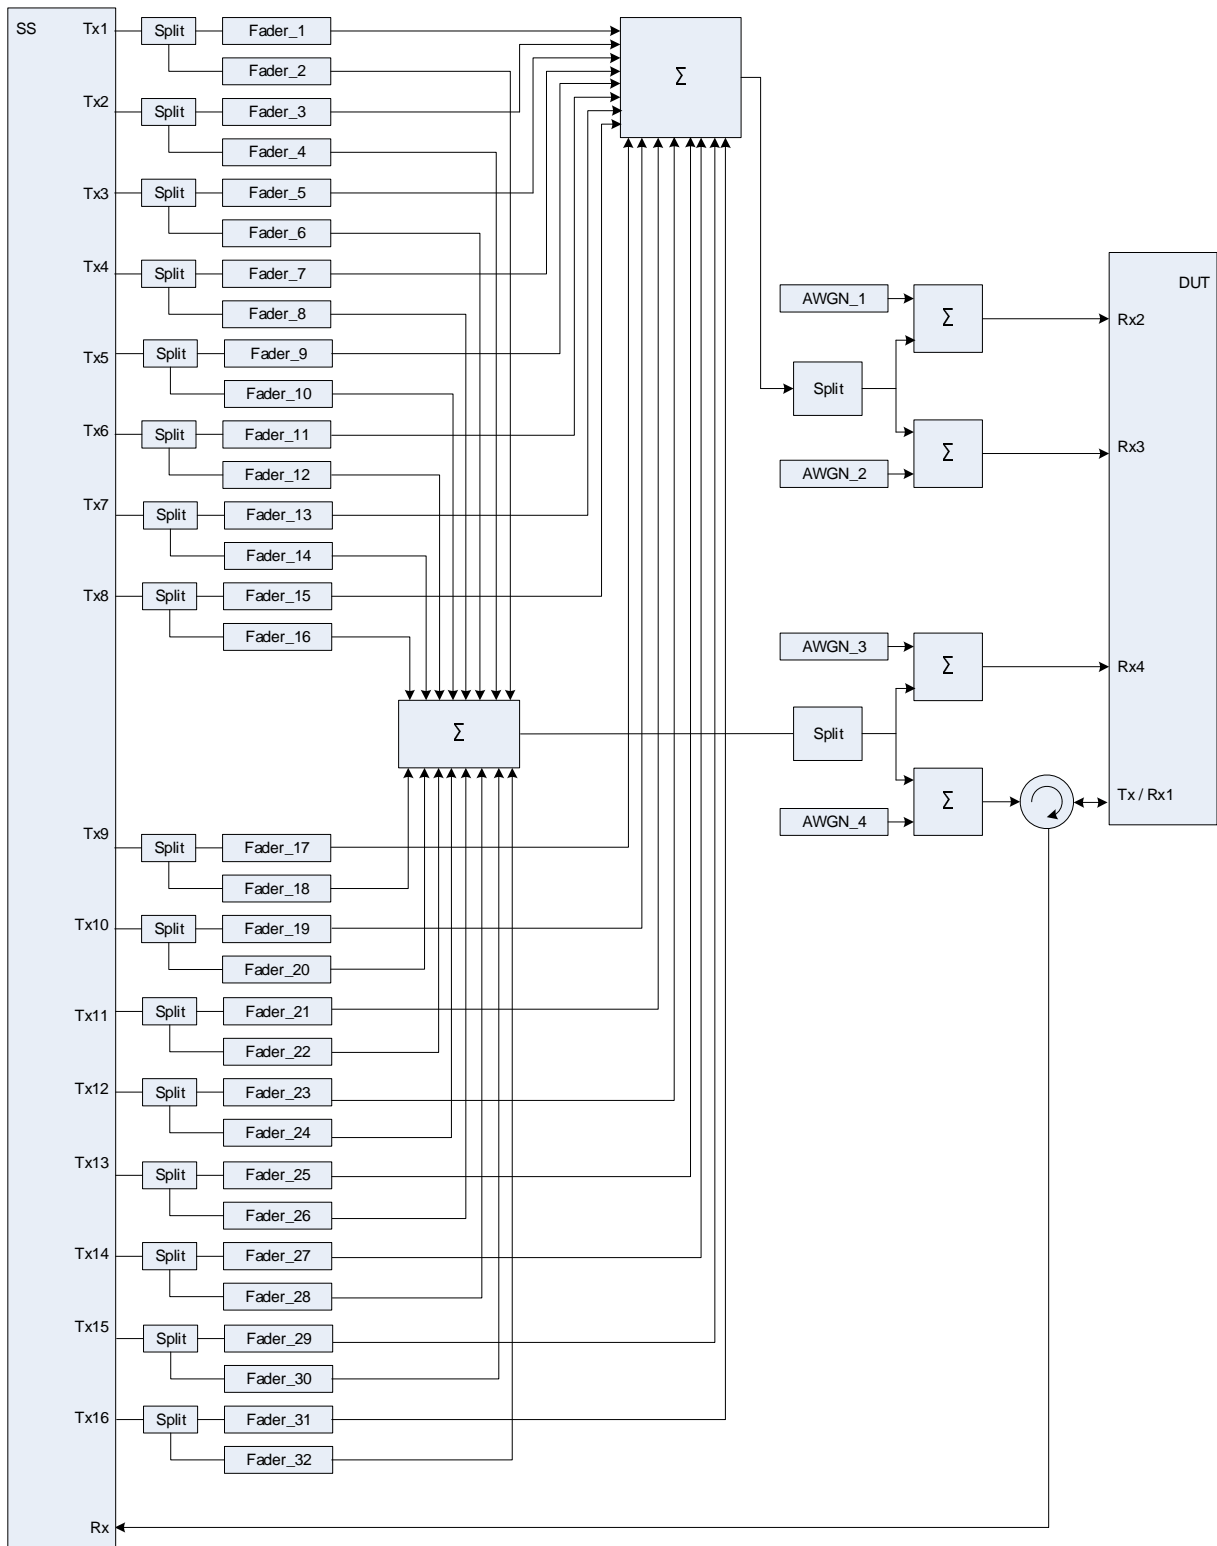 SS
Tx1
Split
Fader_1
Fader_2
Tx2
Split
Fader_3
Fader_4
Tx3
Split
Fader_5
Fader_6
Tx4
Split
Fader_7
Fader_8
Tx5
Split
Fader_9
Fader_10
Tx6
Split
Fader_11
Fader_12
Tx7
Split
Fader_13
Fader_14
Tx8
Split
Fader_15
Fader_16
Σ
Σ
Tx9
Split
Fader_17
Fader_18
Tx10
Split
Fader_19
Fader_20
Tx11
Split
Fader_21
Fader_22
Tx12
Split
Fader_23
Fader_24
Tx13
Split
Fader_25
Fader_26
Tx14
Split
Fader_27
Fader_28
Tx15
Split
Fader_29
Fader_30
Tx16
Split
Fader_31
Fader_32
Rx
AWGN_1
Σ
Split
Σ
AWGN_2
AWGN_3
Σ
Split
Σ
AWGN_4
DUT
Rx2
Rx3
Rx4
Tx / Rx1